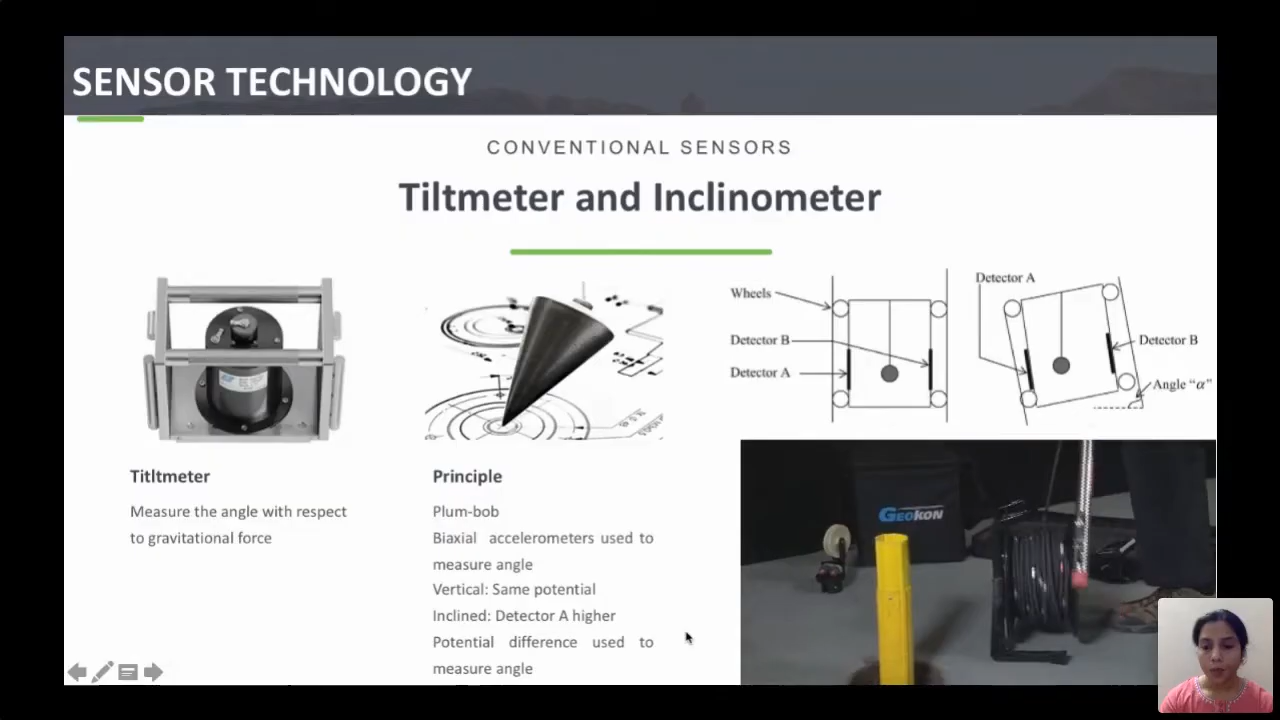 SENSOR TECHNOLOGY
CONVENTIONAL SENSORS
Tiltmeter and Inclinometer
Titltmeter
Measure the angle with respect
to gravitational force
Principle
Plum-bob
Biaxial accelerometers used to
measure angle
Vertical: Same potential
Inclined: Detector A higher
Potential difference used to
measure angle
Wheels
Detector B
Detector A
Detector A
Detector B
Angle “α”
GEOKON